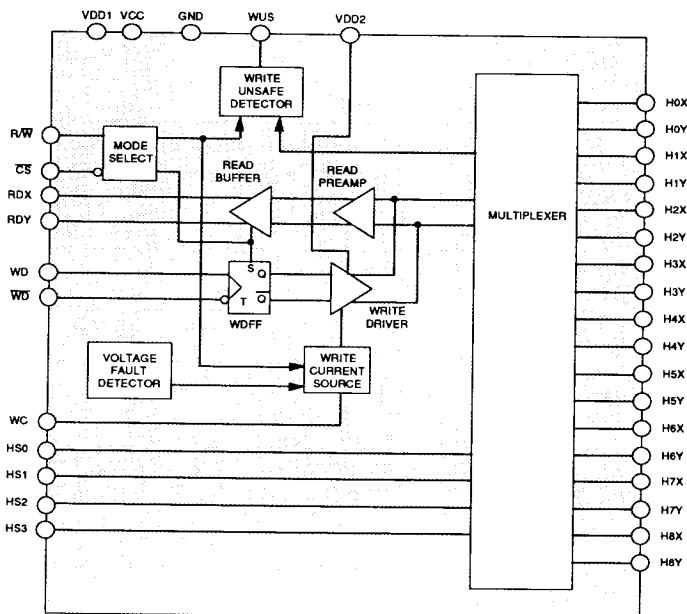 VDD1 VCC GND WUS VDD2
WRITE
UNSAFE
DETECTOR
R/W̅
MODE
SELECT
C̅S̅
READ
BUFFER
READ
PREAMP
RDX
RDY
MULTIPLEXER
WD
W̅D̅
S
Q
T
Q̅
WDFF
WRITE
DRIVER
VOLTAGE
FAULT
DETECTOR
WRITE
CURRENT
SOURCE
WC
HS0
HS1
HS2
HS3
H0X
H0Y
H1X
H1Y
H2X
H2Y
H3X
H3Y
H4X
H4Y
H5X
H5Y
H6X
H6Y
H7X
H7Y
H8X
H8Y